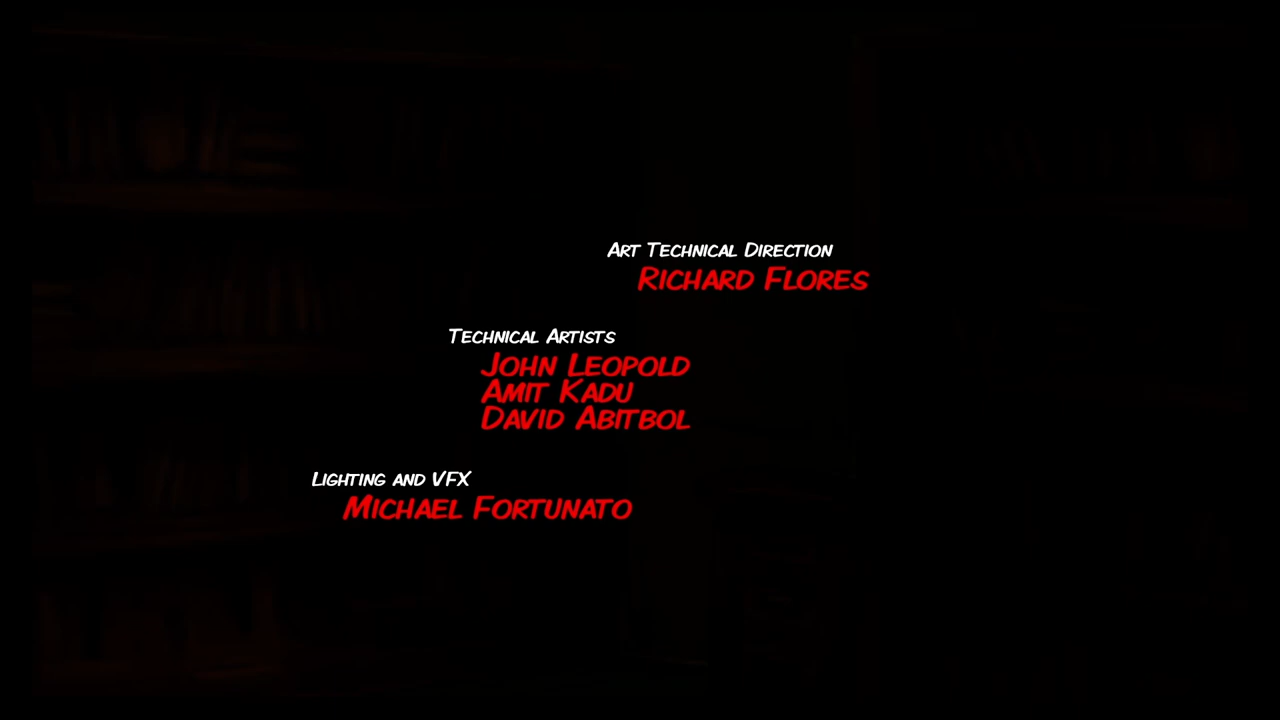 Art Technical Direction
Richard Flores
Technical Artists
John Leopold
Amit Kadu
David Abitbol
Lighting and VFX
Michael Fortunato